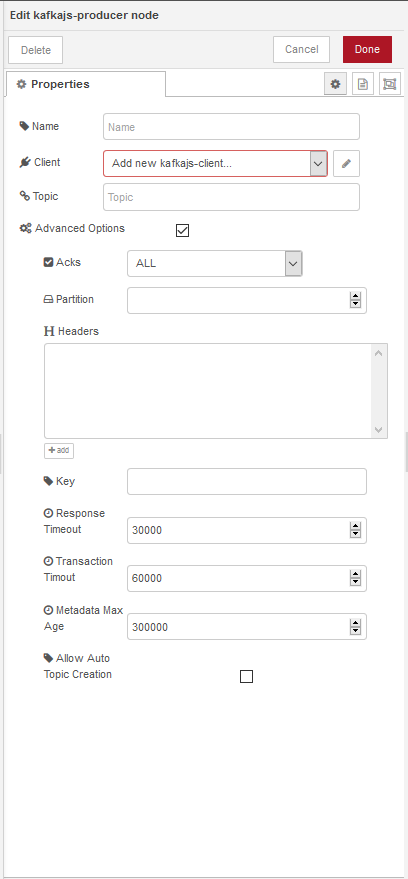 Edit kafkajs-producer node
Delete
Cancel
Done
Properties
Name
Name
Client
Add new kafkajs-client...
Topic
Topic
Advanced Options
Acks
ALL
Partition
H Headers
add
Key
Response
Timeout
30000
Transaction
Timout
60000
Metadata Max
Age
300000
Allow Auto
Topic Creation